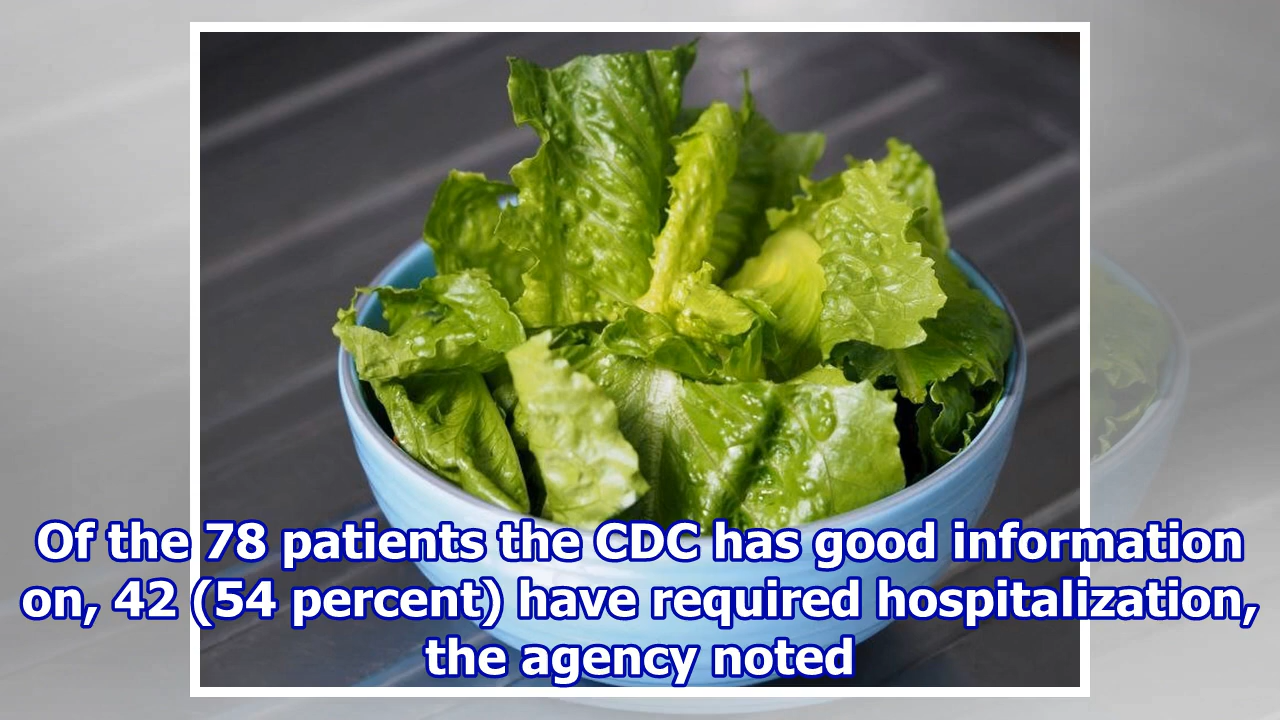 Of the 78 patients the CDC has good information
on, 42 (54 percent) have required hospitalization,
the agency noted